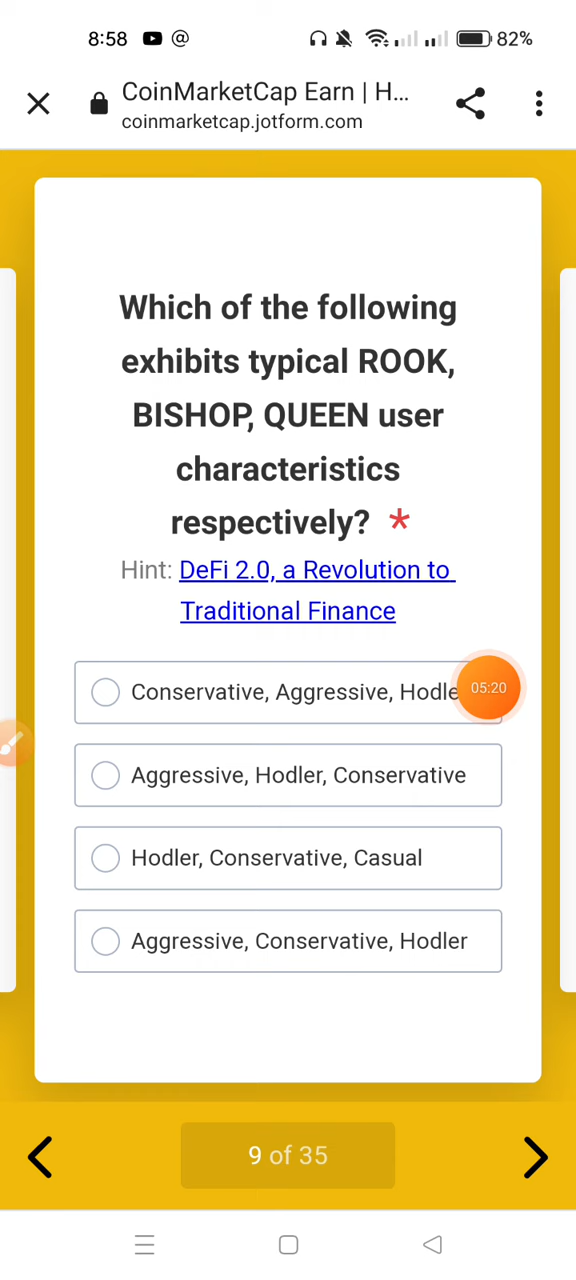 8:58 @ 82%
CoinMarketCap Earn | H...
coinmarketcap.jotform.com
Which of the following
exhibits typical ROOK,
BISHOP, QUEEN user
characteristics
respectively? *
Hint: DeFi 2.0, a Revolution to
Traditional Finance
Conservative, Aggressive, Hodle
05:20
Aggressive, Hodler, Conservative
Hodler, Conservative, Casual
Aggressive, Conservative, Hodler
9 of 35